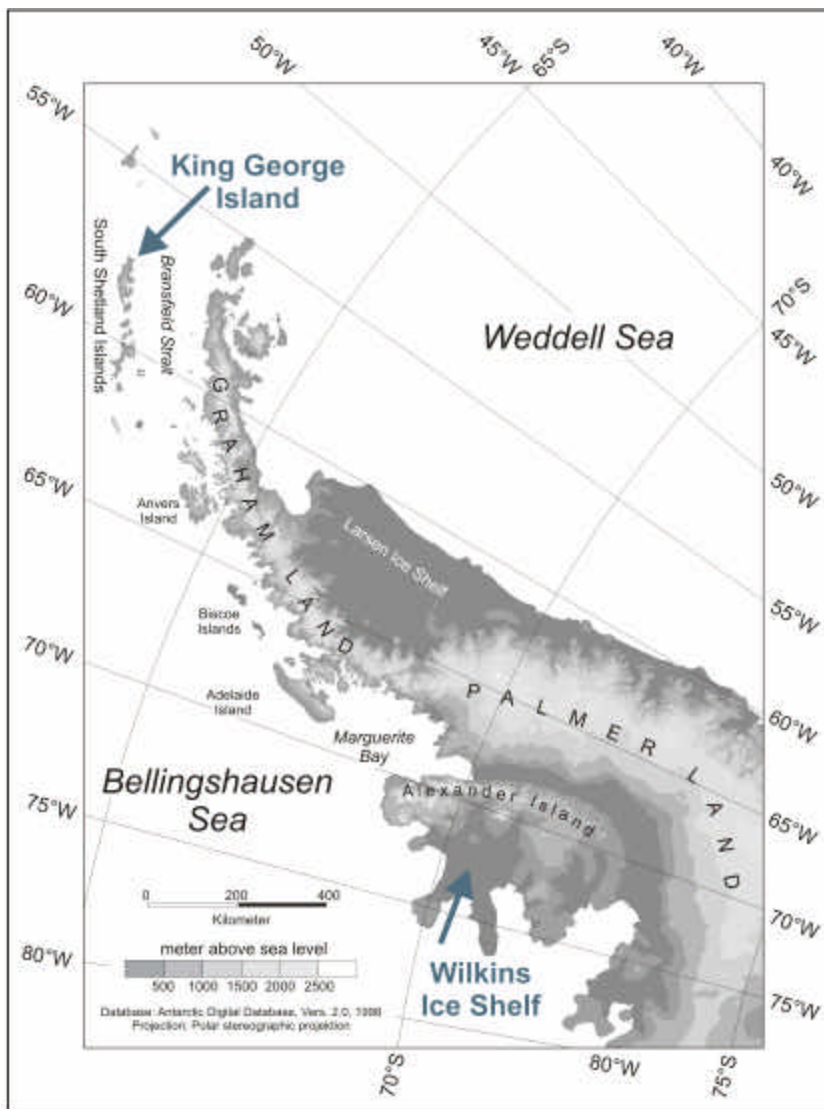 50°W
45°W
65°S
40°W
55°W
40°W
King George
Island
South Shetland Islands
Bransfield Strait
60°W
70°S
45°W
Weddell Sea
GRAHAM LAND
65°W
50°W
Anvers
Island
Larsen Ice Shelf
Biscoe
Islands
55°W
70°W
Adelaide
Island
PALMER LAND
60°W
Marguerite
Bay
Bellingshausen
Sea
Alexander Island
75°W
65°W
0 200 400
Kilometer
70°W
meter above sea level
80°W
500 1000 1500 2000 2500
Wilkins
Ice Shelf
75°W
Database: Antarctic Digital Database, Vers. 2.0, 1998
Projection: Polar stereographic projektion
70°S
80°W
75°S